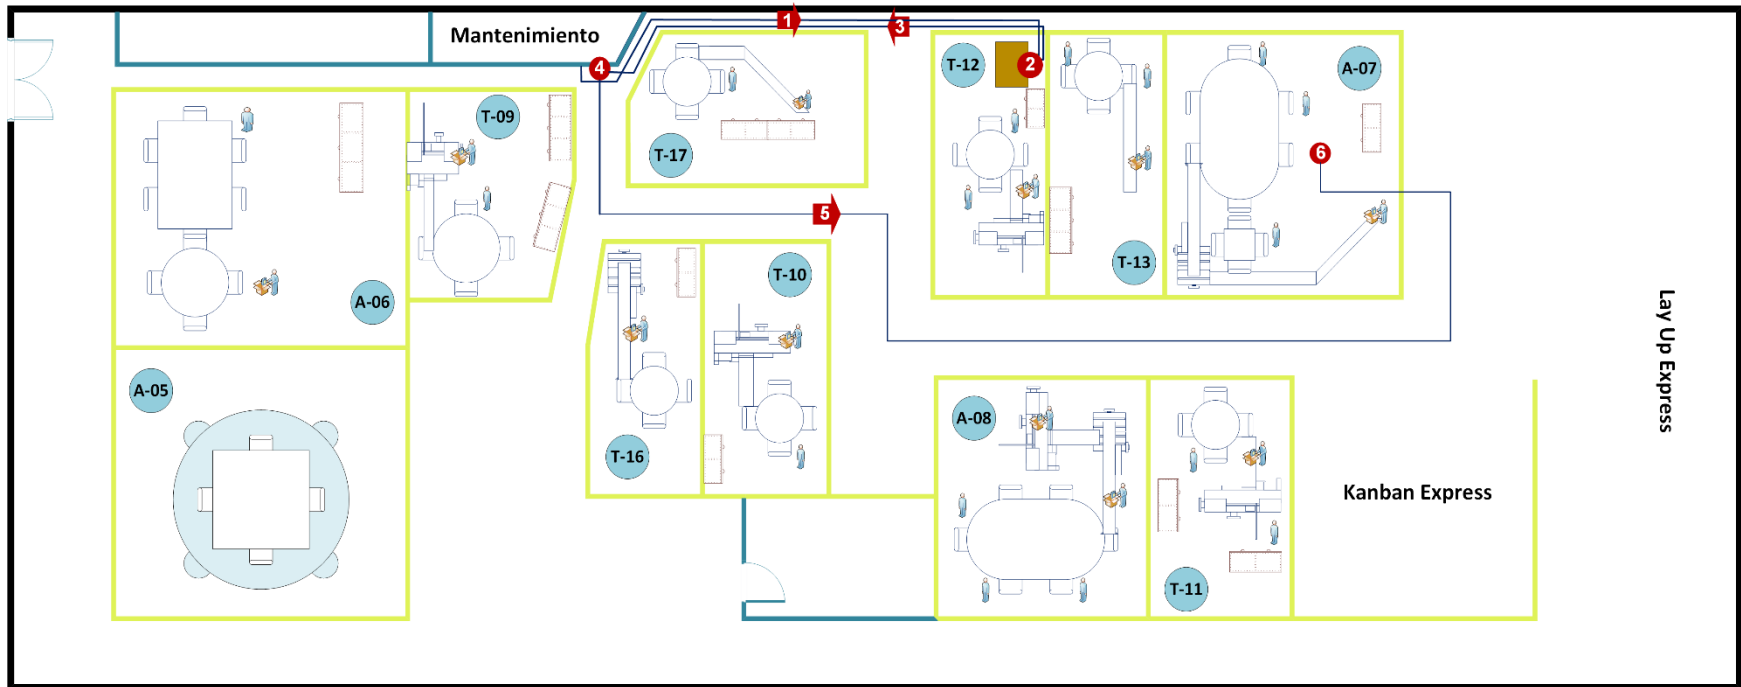 Mantenimiento
1
3
4
T-12
2
A-07
T-09
T-17
6
5
T-13
T-10
A-06
A-05
T-16
A-08
T-11
Kanban Express
Lay Up Express